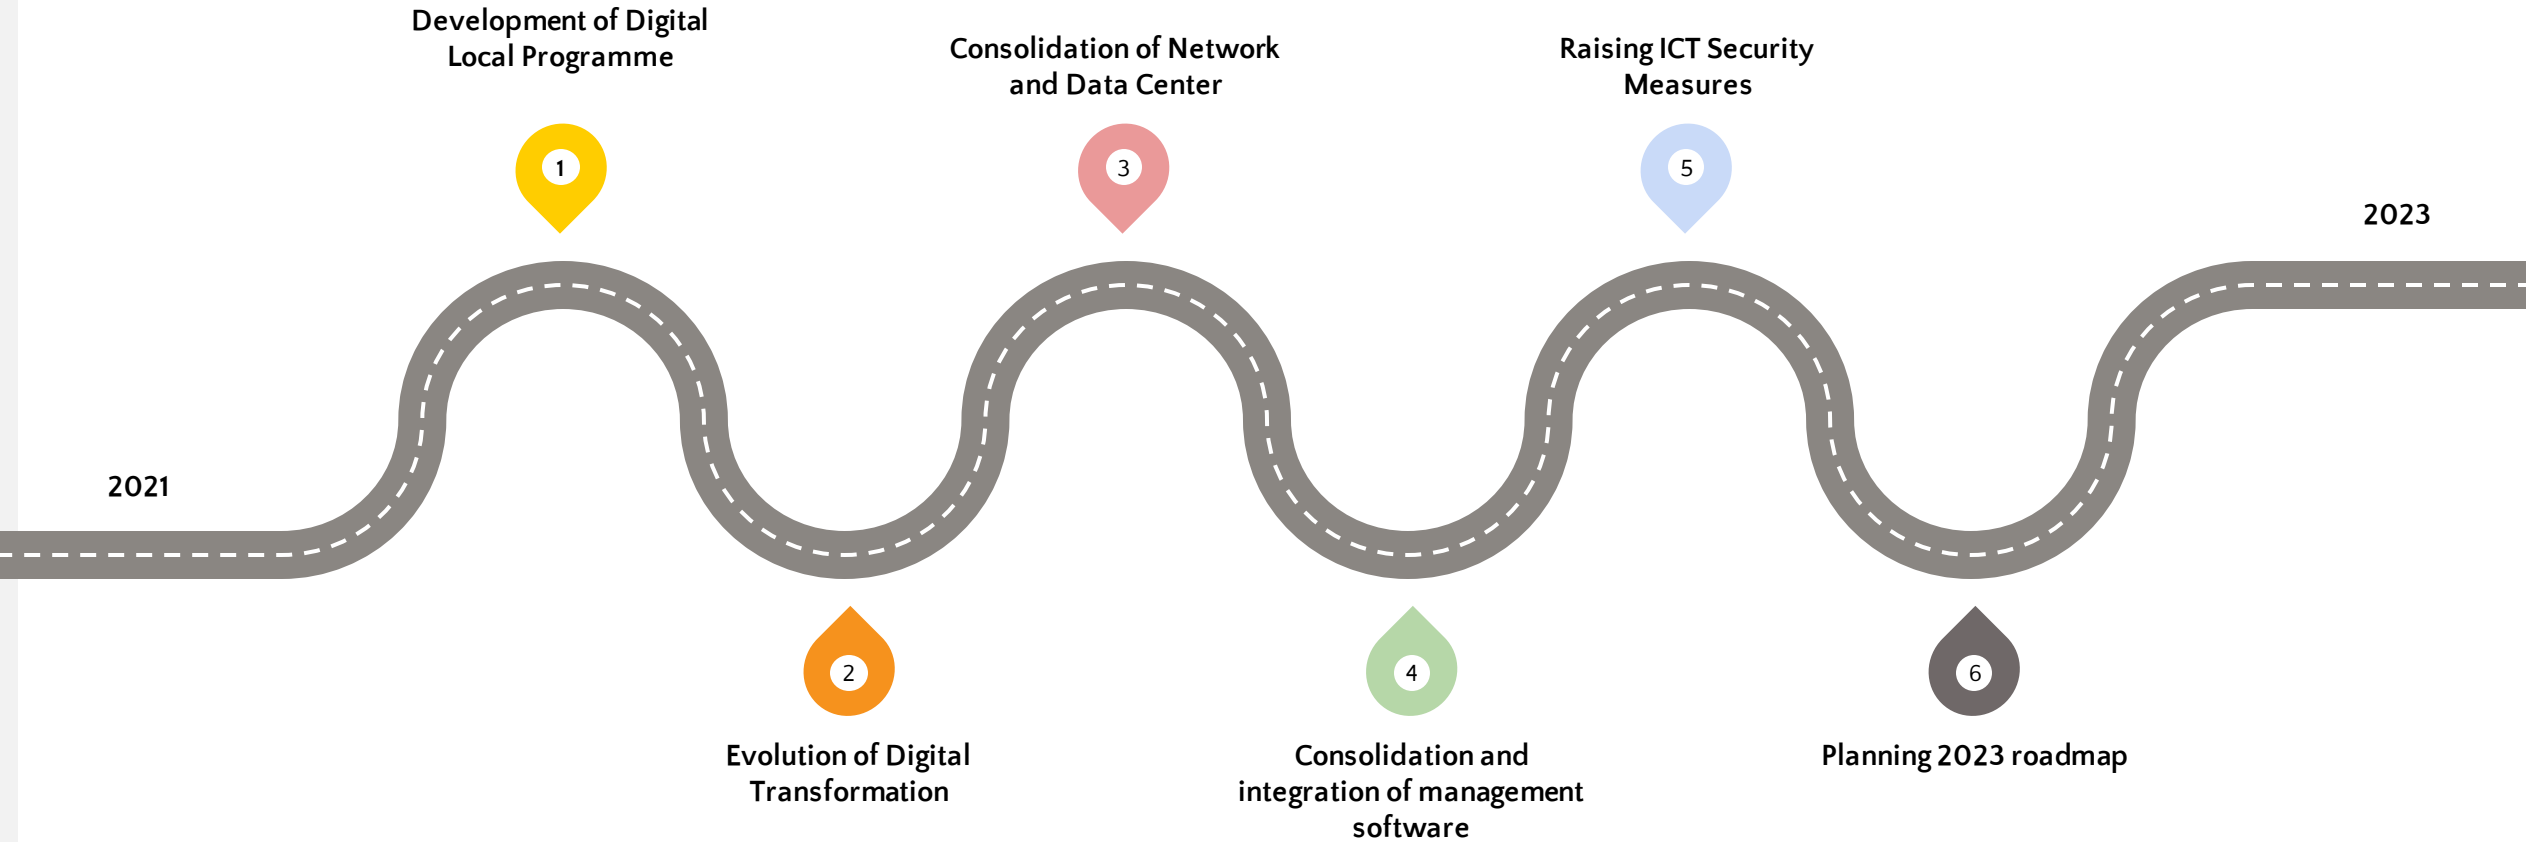 Development of Digital
Local Programme
Consolidation of Network
and Data Center
Raising ICT Security
Measures
1
3
5
2023
2021
2
4
6
Evolution of Digital
Transformation
Consolidation and
integration of management
software
Planning 2023 roadmap